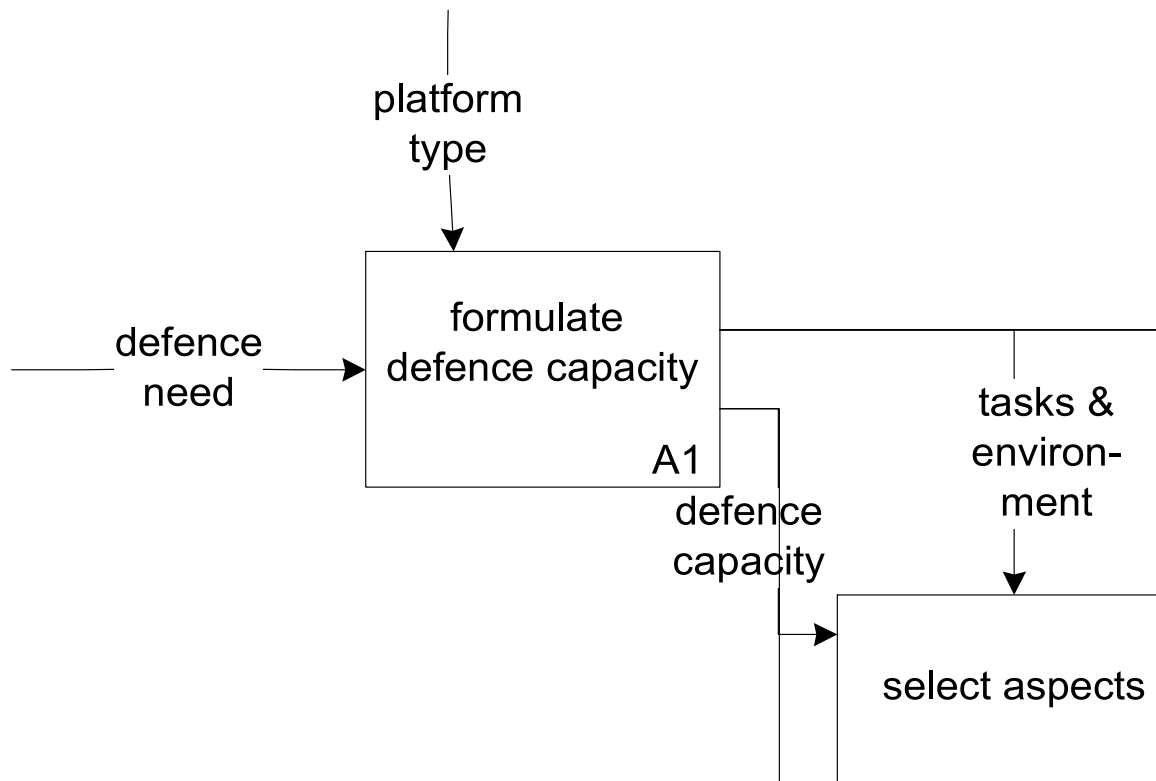 platform
type
formulate
defence capacity
A1
defence
need
tasks &
environ-
ment
defence
capacity
select aspects